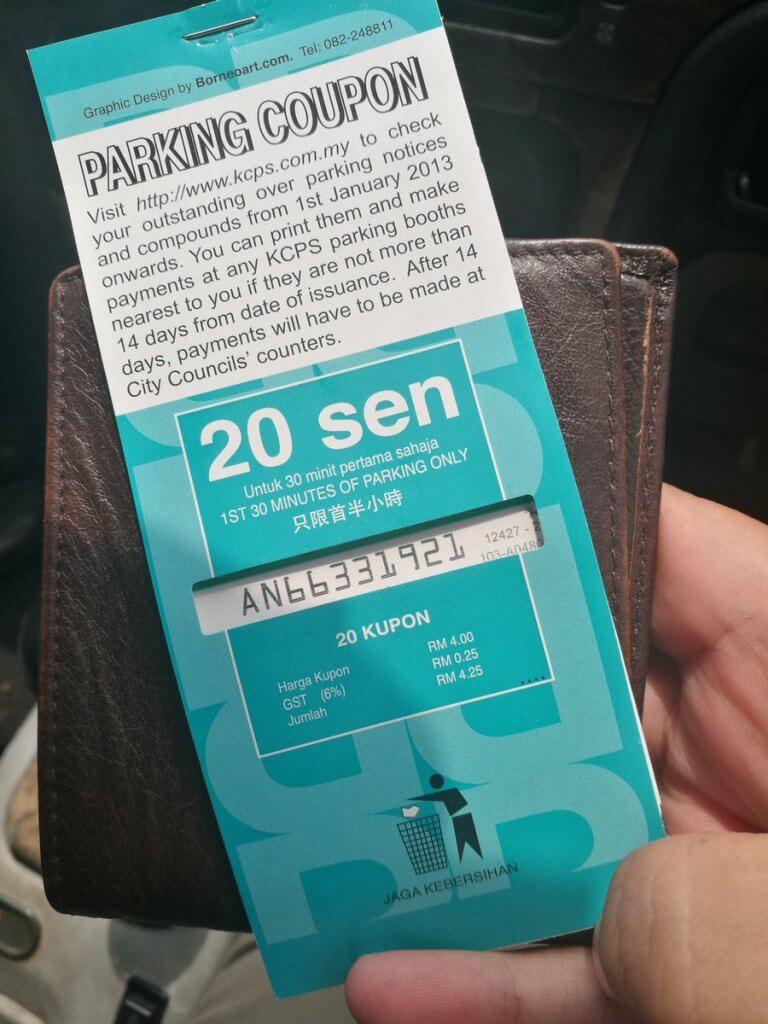 Graphic Design by Borneoart.com. Tel: 082-248811
PARKING COUPON
Visit http://www.kcps.com.my to check
your outstanding over parking notices
and compounds from 1st January 2013
onwards. You can print them and make
payments at any KCPS parking booths
nearest to you if they are not more than
14 days from date of issuance. After 14
days, payments will have to be made at
City Councils' counters.
20 sen
Untuk 30 minit pertama sahaja
1ST 30 MINUTES OF PARKING ONLY
只限首半小時
AN66331921
12427 - 2
103-A0480
20 KUPON
Harga Kupon RM 4.00
GST (6%) RM 0.25
Jumlah RM 4.25
JAGA KEBERSIHAN